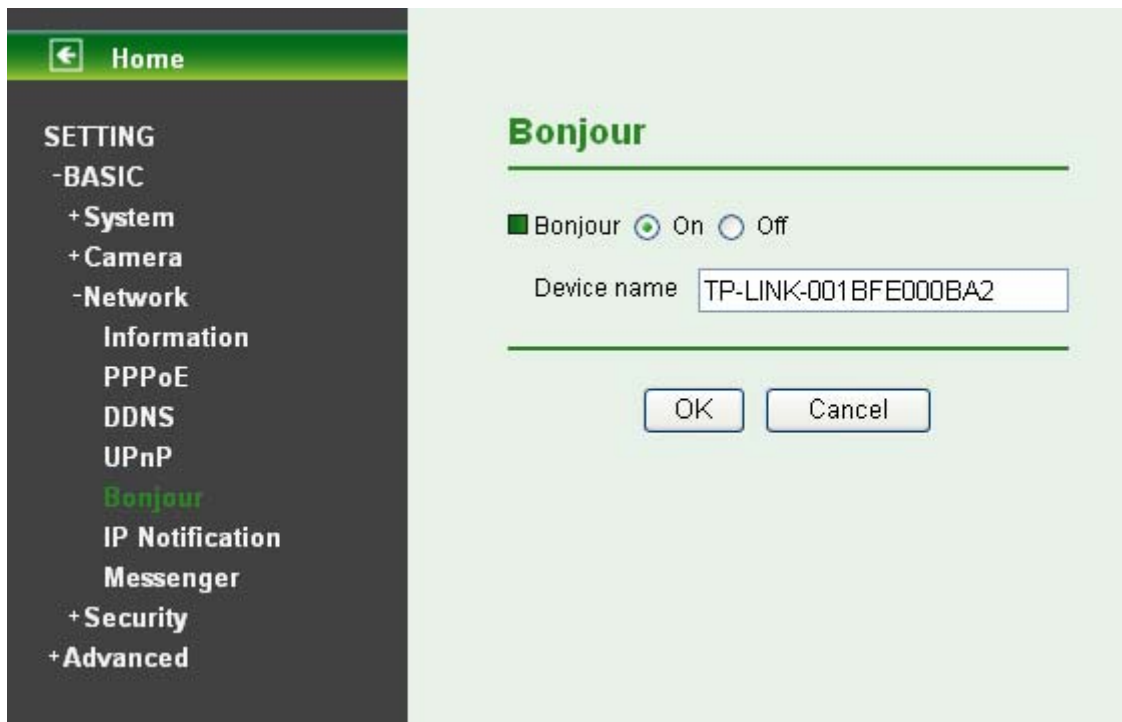 Home
SETTING
-BASIC
+System
+Camera
-Network
Information
PPPoE
DDNS
UPnP
Bonjour
IP Notification
Messenger
+Security
+Advanced
Bonjour
Bonjour On Off
Device name TP-LINK-001BFE000BA2
OK Cancel